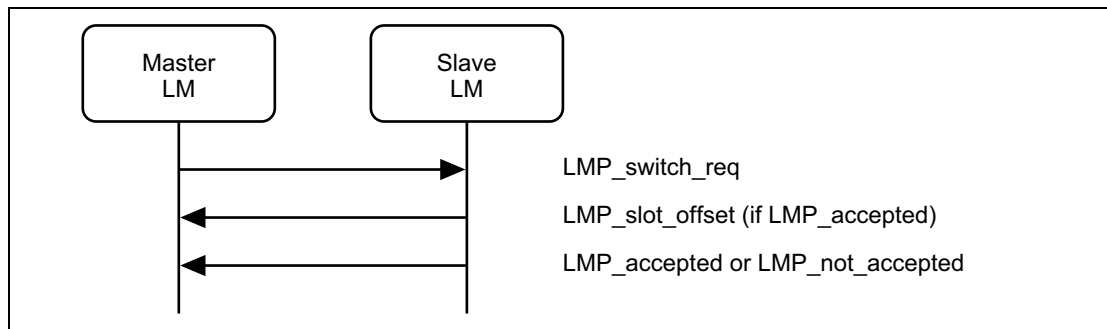 Master
LM
Slave
LM
LMP_switch_req
LMP_slot_offset (if LMP_accepted)
LMP_accepted or LMP_not_accepted